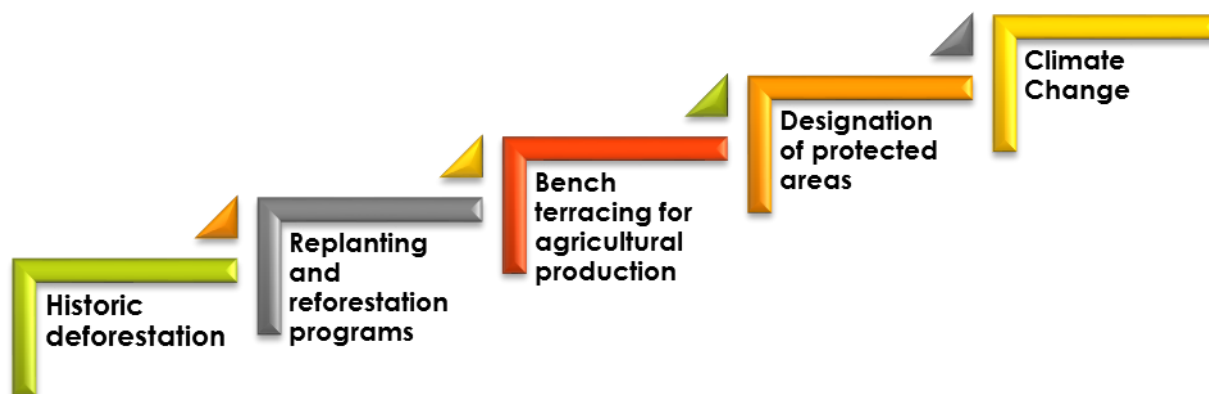 Historic
deforestation
Replanting
and
reforestation
programs
Bench
terracing for
agricultural
production
Designation
of protected
areas
Climate
Change